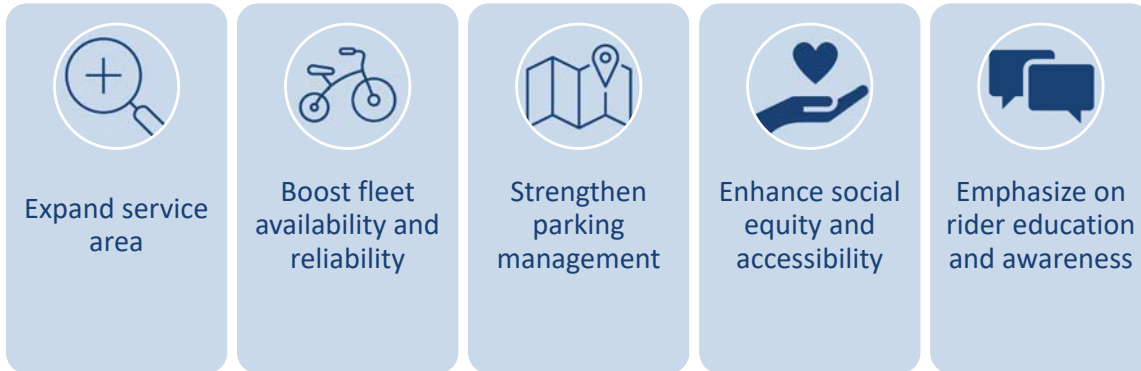 Expand service
area
Boost fleet
availability and
reliability
Strengthen
parking
management
Enhance social
equity and
accessibility
Emphasize on
rider education
and awareness